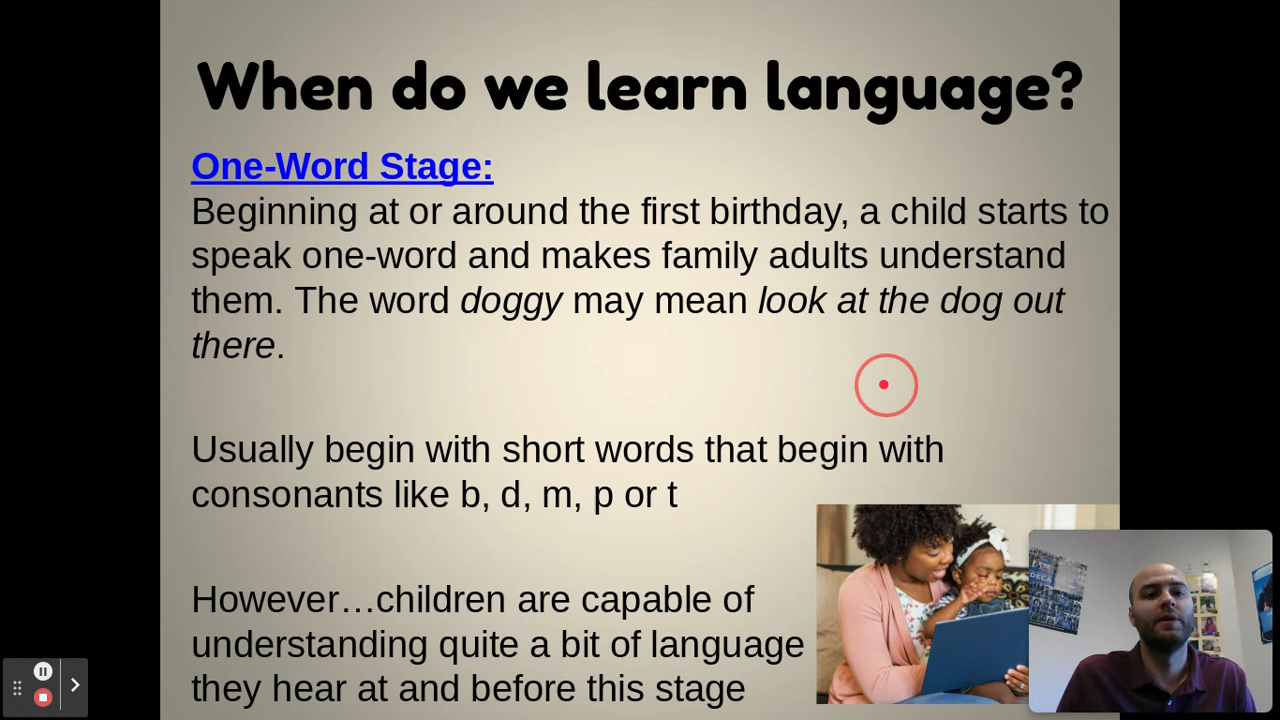 When do we learn language?
One-Word Stage:
Beginning at or around the first birthday, a child starts to
speak one-word and makes family adults understand
them. The word doggy may mean look at the dog out
there.
Usually begin with short words that begin with
consonants like b, d, m, p or t
However…children are capable of
understanding quite a bit of language
they hear at and before this stage
DECA